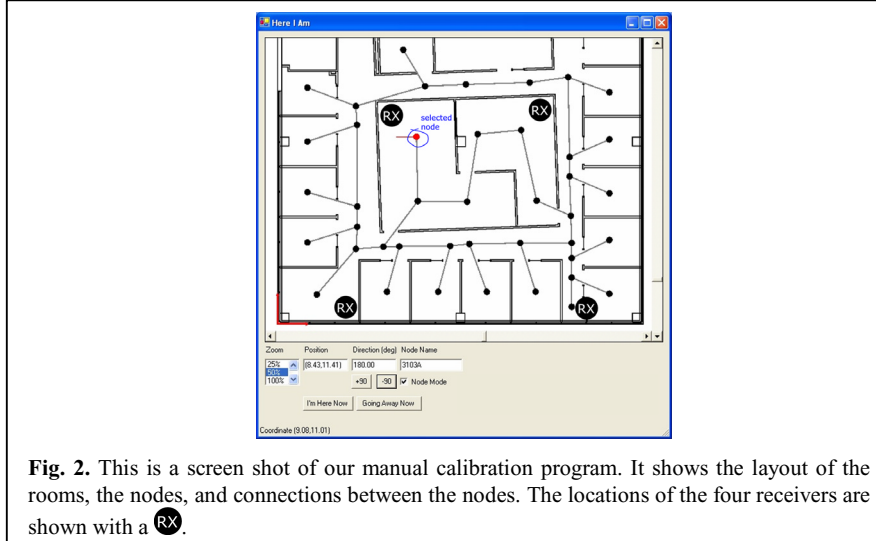 Here I Am
RX
RX
selected
node
RX
RX
Zoom Position Direction (deg) Node Name
25% (8.43,11.41) 180.00 3103A
50%
100% +90 -90 Node Mode
I'm Here Now Going Away Now
Coordinate (9.08,11.01)
Fig. 2. This is a screen shot of our manual calibration program. It shows the layout of the
rooms, the nodes, and connections between the nodes. The locations of the four receivers are
shown with a RX.